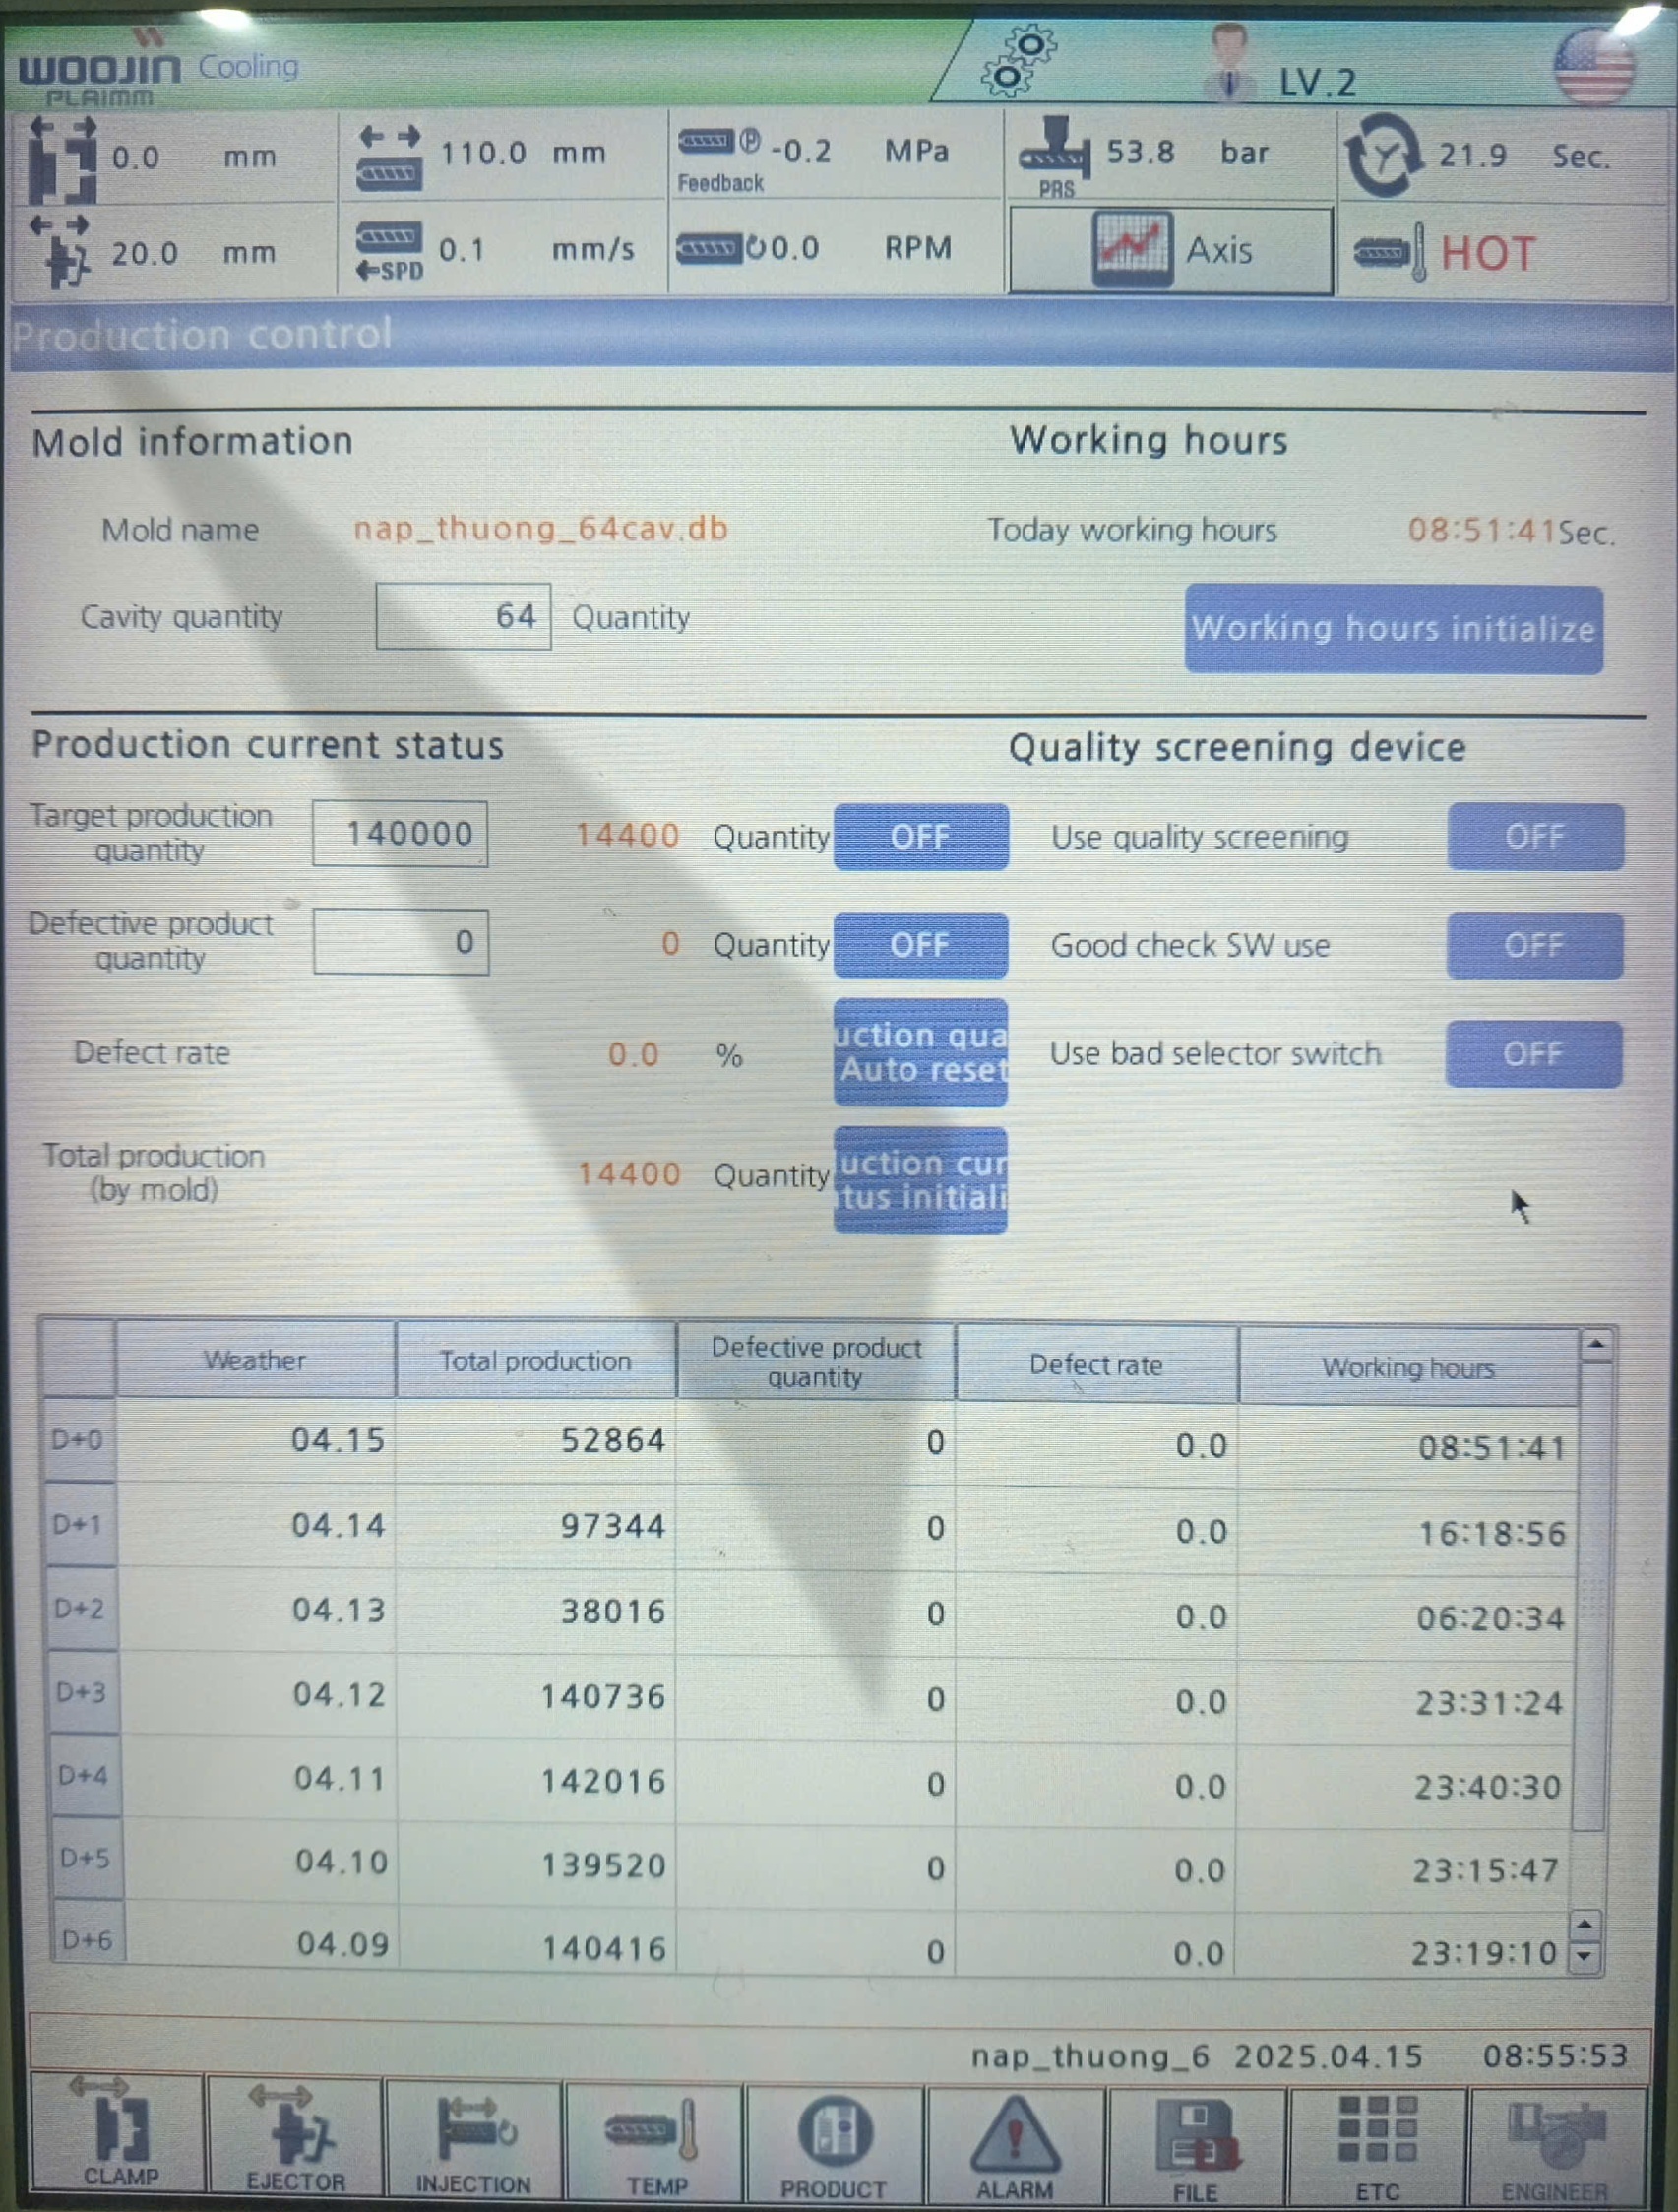 WOOJIN Cooling
PLAIMM
LV.2
0.0 mm
110.0 mm
Feedback -0.2 MPa
PRS 53.8 bar
21.9 Sec.
20.0 mm
SPD 0.1 mm/s
0.0 RPM
Axis
HOT
Production control
Mold information
Working hours
Mold name nap_thuong_64cav.db
Today working hours 08:51:41 Sec.
Cavity quantity 64 Quantity
Working hours initialize
Production current status
Quality screening device
Target production quantity 140000 14400 Quantity OFF
Use quality screening OFF
Defective product quantity 0 0 Quantity OFF
Good check SW use OFF
Defect rate 0.0 %
uction qua
Auto reset
Use bad selector switch OFF
Total production
(by mold)
14400 Quantity
uction cur
tus initiali
Weather Total production Defective product quantity Defect rate Working hours
D+0 04.15 52864 0 0.0 08:51:41
D+1 04.14 97344 0 0.0 16:18:56
D+2 04.13 38016 0 0.0 06:20:34
D+3 04.12 140736 0 0.0 23:31:24
D+4 04.11 142016 0 0.0 23:40:30
D+5 04.10 139520 0 0.0 23:15:47
D+6 04.09 140416 0 0.0 23:19:10
nap_thuong_6 2025.04.15 08:55:53
CLAMP EJECTOR INJECTION TEMP PRODUCT ALARM FILE ETC ENGINEER